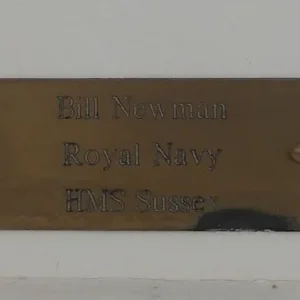 Bill Newman
Royal Navy
HMS Sussex